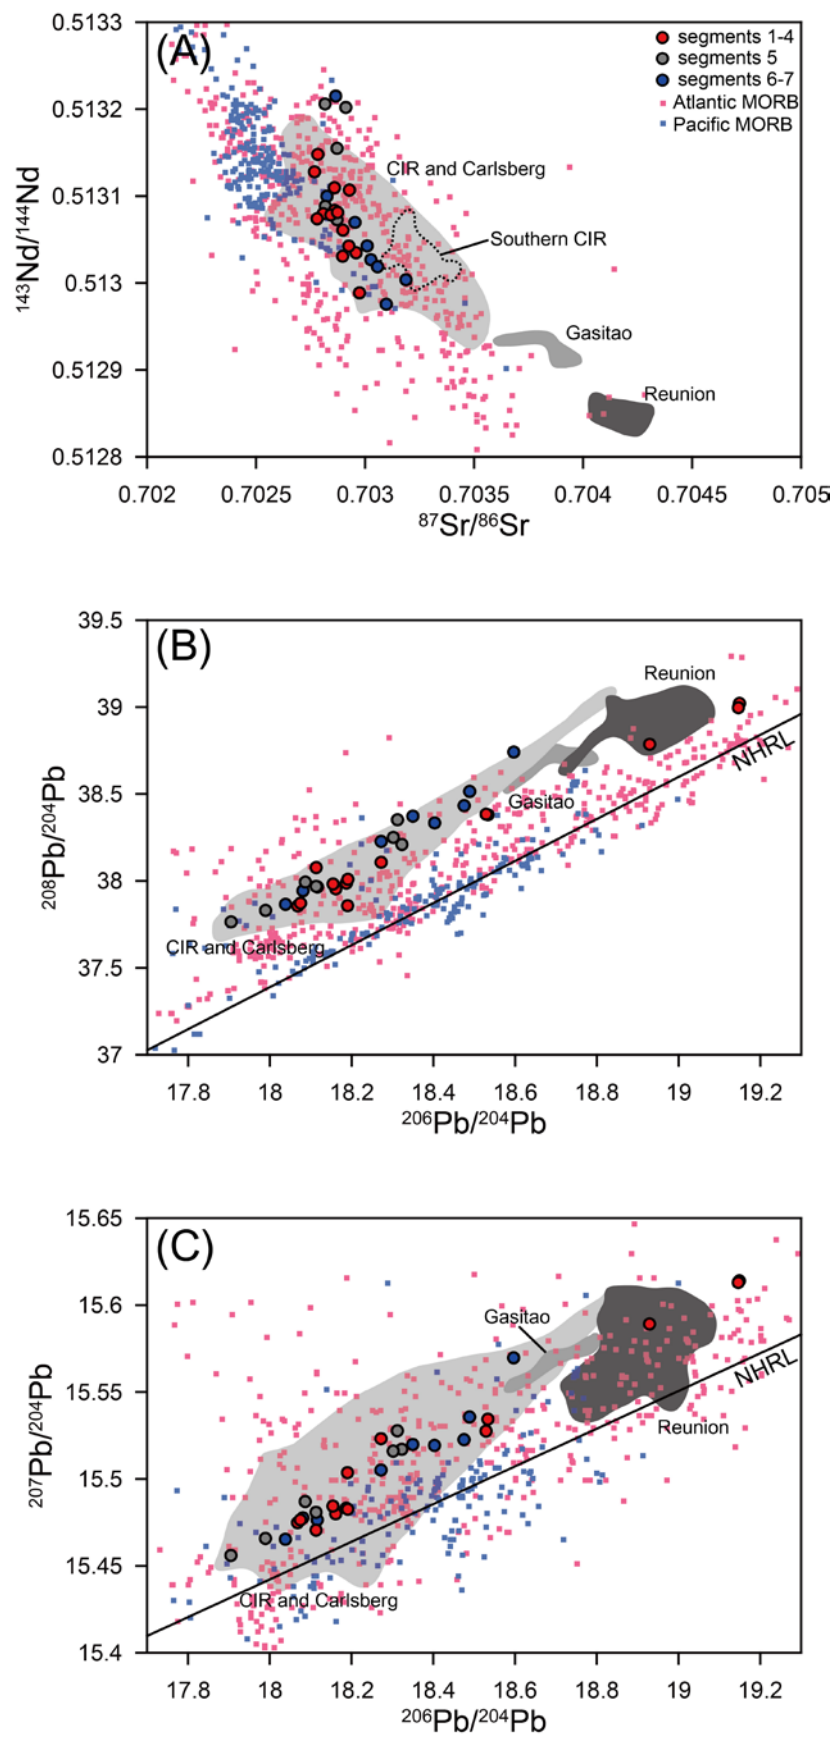 (A)
segments 1-4
segments 5
segments 6-7
Atlantic MORB
Pacific MORB
CIR and Carlsberg
Southern CIR
Gasitao
Reunion
0.5133
0.5132
0.5131
0.513
0.5129
0.5128
143Nd/144Nd
0.702 0.7025 0.703 0.7035 0.704 0.7045 0.705
87Sr/86Sr
(B)
Reunion
NHRL
Gasitao
CIR and Carlsberg
39.5
39
38.5
38
37.5
37
208Pb/204Pb
17.8 18 18.2 18.4 18.6 18.8 19 19.2
206Pb/204Pb
(C)
Gasitao
NHRL
Reunion
CIR and Carlsberg
15.65
15.6
15.55
15.5
15.45
15.4
207Pb/204Pb
17.8 18 18.2 18.4 18.6 18.8 19 19.2
206Pb/204Pb